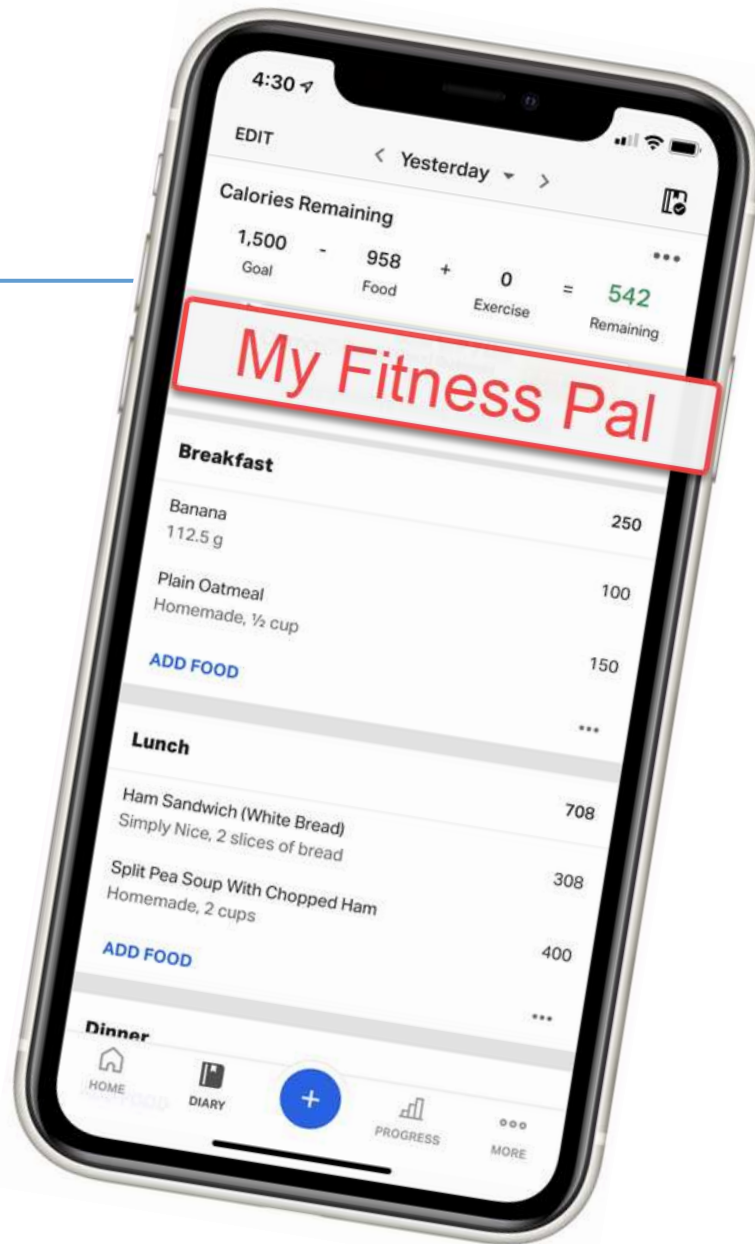 4:30
EDIT
< Yesterday >
Calories Remaining
1,500 - 958 + 0 = 542
Goal Food Exercise Remaining
My Fitness Pal
Breakfast 250
Banana 100
112.5 g
Plain Oatmeal 150
Homemade, ½ cup
ADD FOOD
Lunch 708
Ham Sandwich (White Bread) 308
Simply Nice, 2 slices of bread
Split Pea Soup With Chopped Ham 400
Homemade, 2 cups
ADD FOOD
Dinner
HOME DIARY + PROGRESS MORE